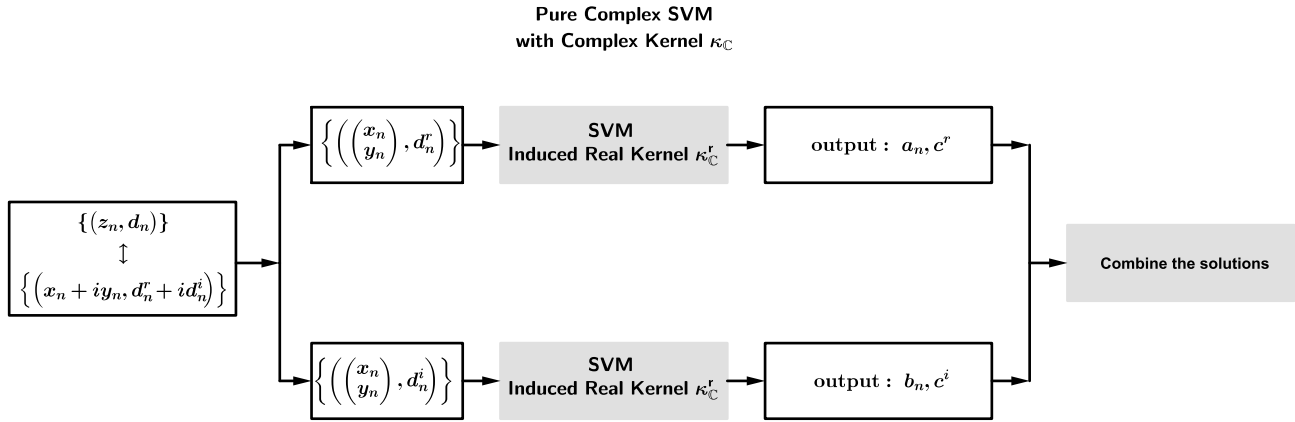 Pure Complex SVM
with Complex Kernel κ_ℂ
{((x_n y_n), d_n^r)}
SVM
Induced Real Kernel κ_ℂ^r
output : a_n, c^r
{(z_n, d_n)}
↕
{(x_n + iy_n, d_n^r + id_n^i)}
Combine the solutions
{((x_n y_n), d_n^i)}
SVM
Induced Real Kernel κ_ℂ^r
output : b_n, c^i